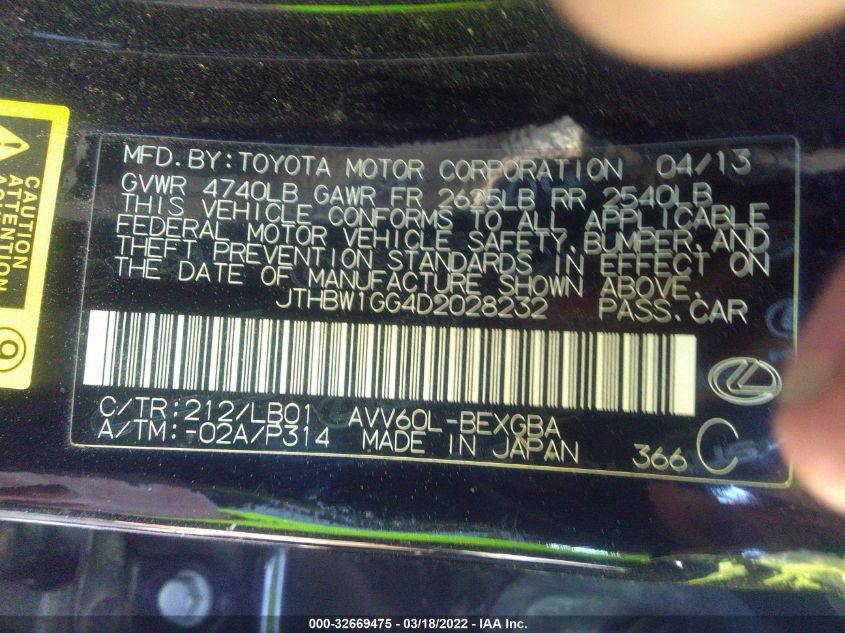 MFD.BY:TOYOTA MOTOR CORPORATION 04/13
GVWR 4740LB GAWR FR 2625LB RR 2540LB
THIS VEHICLE CONFORMS TO ALL APPLICABLE
FEDERAL MOTOR VEHICLE SAFETY,BUMPER,AND
THEFT PREVENTION STANDARDS IN EFFECT ON
THE DATE OF MANUFACTURE SHOWN ABOVE.
JTHBW1GG4D2028232 PASS.CAR
C/TR:212/LB01 AVV60L-BEXGBA
A/TM:-02A/P314 MADE IN JAPAN 366 C
CAUTION
ATTENTION
9
000-32669475 - 03/18/2022 - IAA Inc.